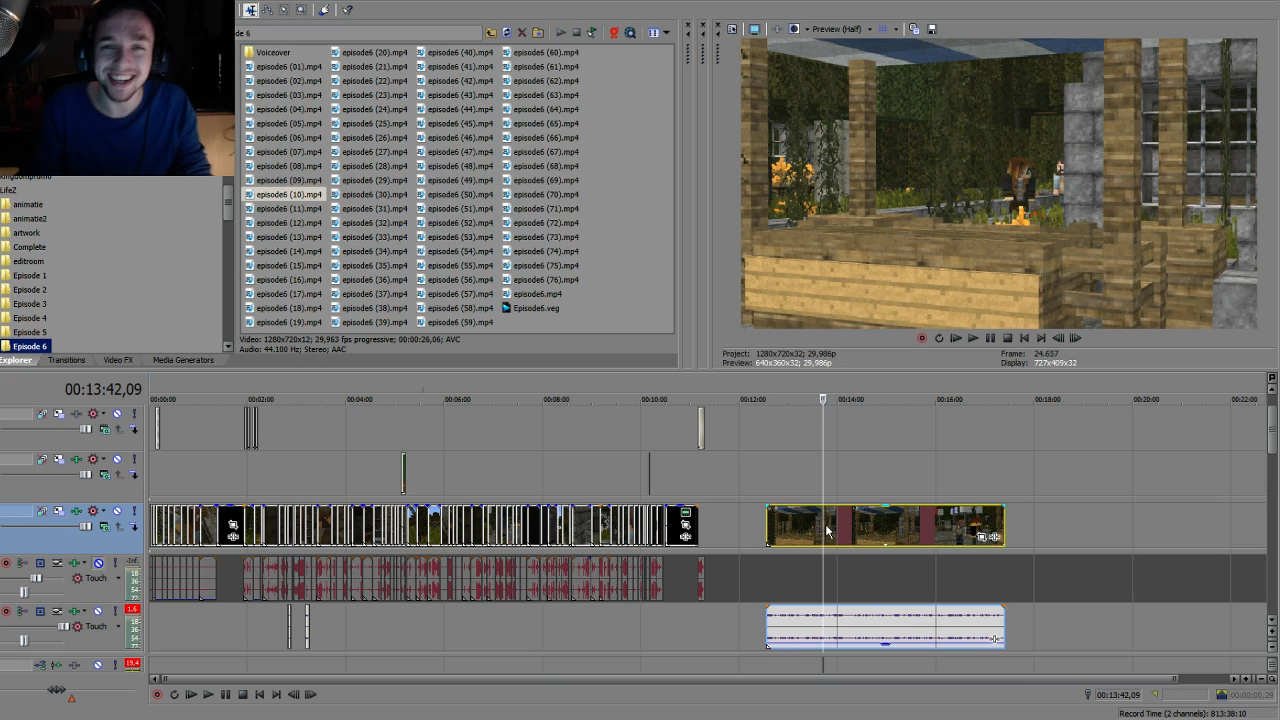 Preview (Half)
de 6
Voiceover
episode6 (01).mp4
episode6 (02).mp4
episode6 (03).mp4
episode6 (04).mp4
episode6 (05).mp4
episode6 (06).mp4
episode6 (07).mp4
episode6 (08).mp4
episode6 (09).mp4
episode6 (10).mp4
episode6 (11).mp4
episode6 (12).mp4
episode6 (13).mp4
episode6 (14).mp4
episode6 (15).mp4
episode6 (16).mp4
episode6 (17).mp4
episode6 (18).mp4
episode6 (19).mp4
episode6 (20).mp4
episode6 (21).mp4
episode6 (22).mp4
episode6 (23).mp4
episode6 (24).mp4
episode6 (25).mp4
episode6 (26).mp4
episode6 (27).mp4
episode6 (28).mp4
episode6 (29).mp4
episode6 (30).mp4
episode6 (31).mp4
episode6 (32).mp4
episode6 (33).mp4
episode6 (34).mp4
episode6 (35).mp4
episode6 (36).mp4
episode6 (37).mp4
episode6 (38).mp4
episode6 (39).mp4
episode6 (40).mp4
episode6 (41).mp4
episode6 (42).mp4
episode6 (43).mp4
episode6 (44).mp4
episode6 (45).mp4
episode6 (46).mp4
episode6 (47).mp4
episode6 (48).mp4
episode6 (49).mp4
episode6 (50).mp4
episode6 (51).mp4
episode6 (52).mp4
episode6 (53).mp4
episode6 (54).mp4
episode6 (55).mp4
episode6 (56).mp4
episode6 (57).mp4
episode6 (58).mp4
episode6 (59).mp4
episode6 (60).mp4
episode6 (61).mp4
episode6 (62).mp4
episode6 (63).mp4
episode6 (64).mp4
episode6 (65).mp4
episode6 (66).mp4
episode6 (67).mp4
episode6 (68).mp4
episode6 (69).mp4
episode6 (70).mp4
episode6 (71).mp4
episode6 (72).mp4
episode6 (73).mp4
episode6 (74).mp4
episode6 (75).mp4
episode6 (76).mp4
episode6.mp4
Episode6.veg
LifeZ
animatie
animatie2
artwork
Complete
editroom
Episode 1
Episode 2
Episode 3
Episode 4
Episode 5
Episode 6
Video: 1280x720x12; 29,963 fps progressive; 00:00:26,06; AVC
Audio: 44.100 Hz; Stereo; AAC
Explorer Transitions Video FX Media Generators
Project: 1280x720x32; 29,986p
Preview: 640x360x32; 29,986p
Frame: 24.657
Display: 727x409x32
00:13:42,09
00:00:00 00:02:00 00:04:00 00:06:00 00:08:00 00:10:00 00:12:00 00:14:00 00:16:00 00:18:00 00:20:00 00:22:00
-Inf.
18
36
54
Touch
1,6
18
36
54
72
Touch
19,4
00:13:42,09
00:00:00,29
Record Time (2 channels): 813:38:10